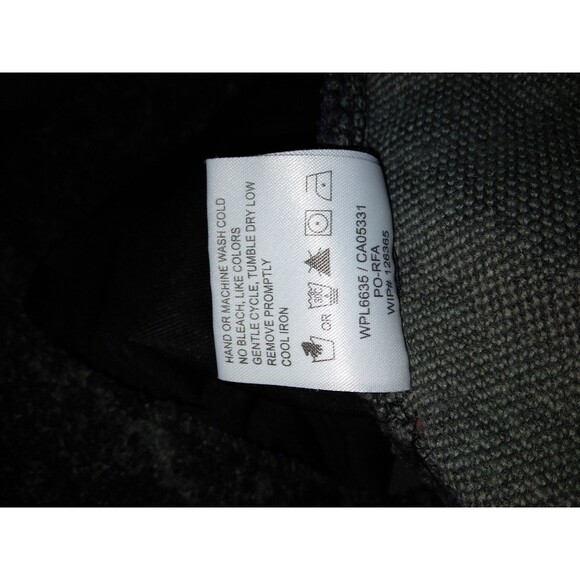 HAND OR MACHINE WASH COLD
NO BLEACH, LIKE COLORS
GENTLE CYCLE, TUMBLE DRY LOW
REMOVE PROMPTLY
COOL IRON
OR
WPL6635 / CA05331
PO-RFA
WIP# 126365